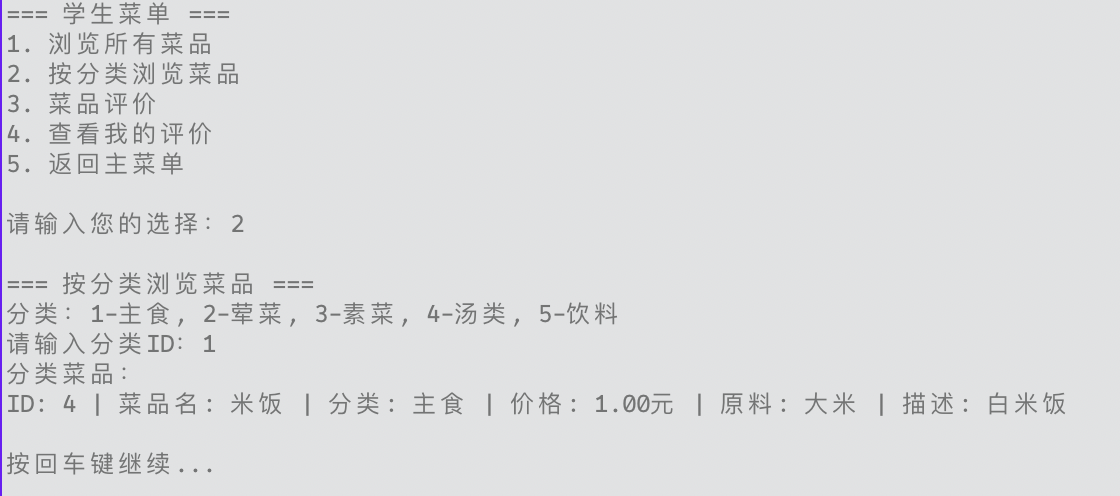 === 学生菜单 ===
1. 浏览所有菜品
2. 按分类浏览菜品
3. 菜品评价
4. 查看我的评价
5. 返回主菜单
请输入您的选择: 2
=== 按分类浏览菜品 ===
分类: 1-主食, 2-荤菜, 3-素菜, 4-汤类, 5-饮料
请输入分类ID: 1
分类菜品:
ID: 4 | 菜品名: 米饭 | 分类: 主食 | 价格: 1.00元 | 原料: 大米 | 描述: 白米饭
按回车键继续...